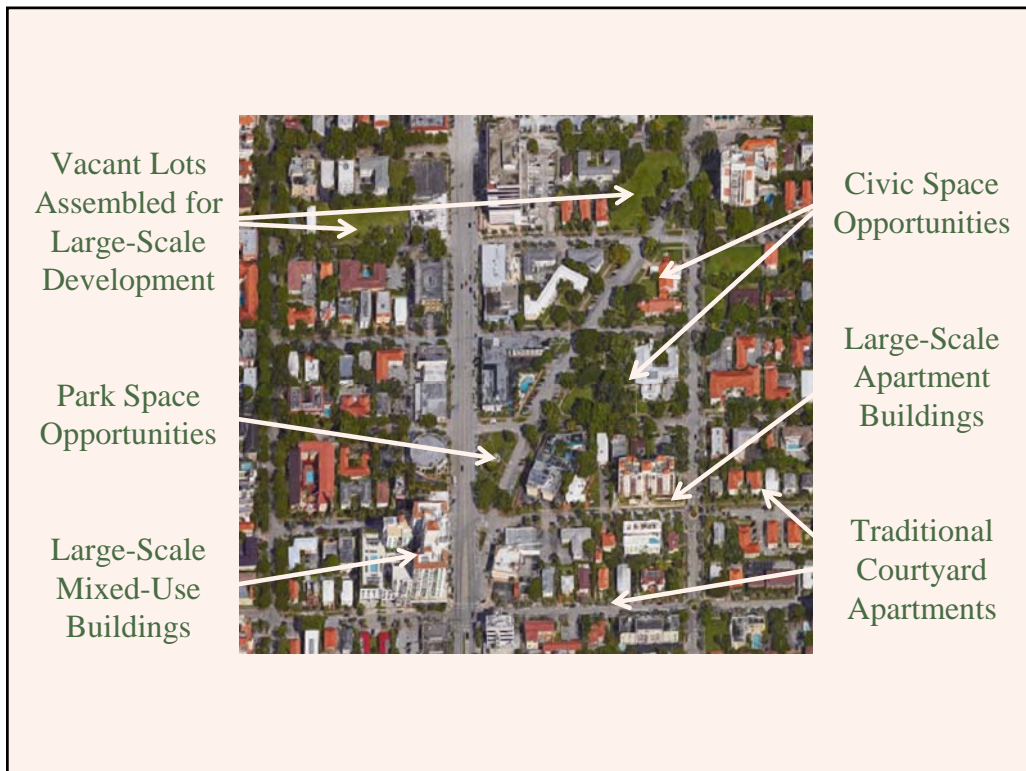 Vacant Lots
Assembled for
Large-Scale
Development
Park Space
Opportunities
Large-Scale
Mixed-Use
Buildings
Civic Space
Opportunities
Large-Scale
Apartment
Buildings
Traditional
Courtyard
Apartments